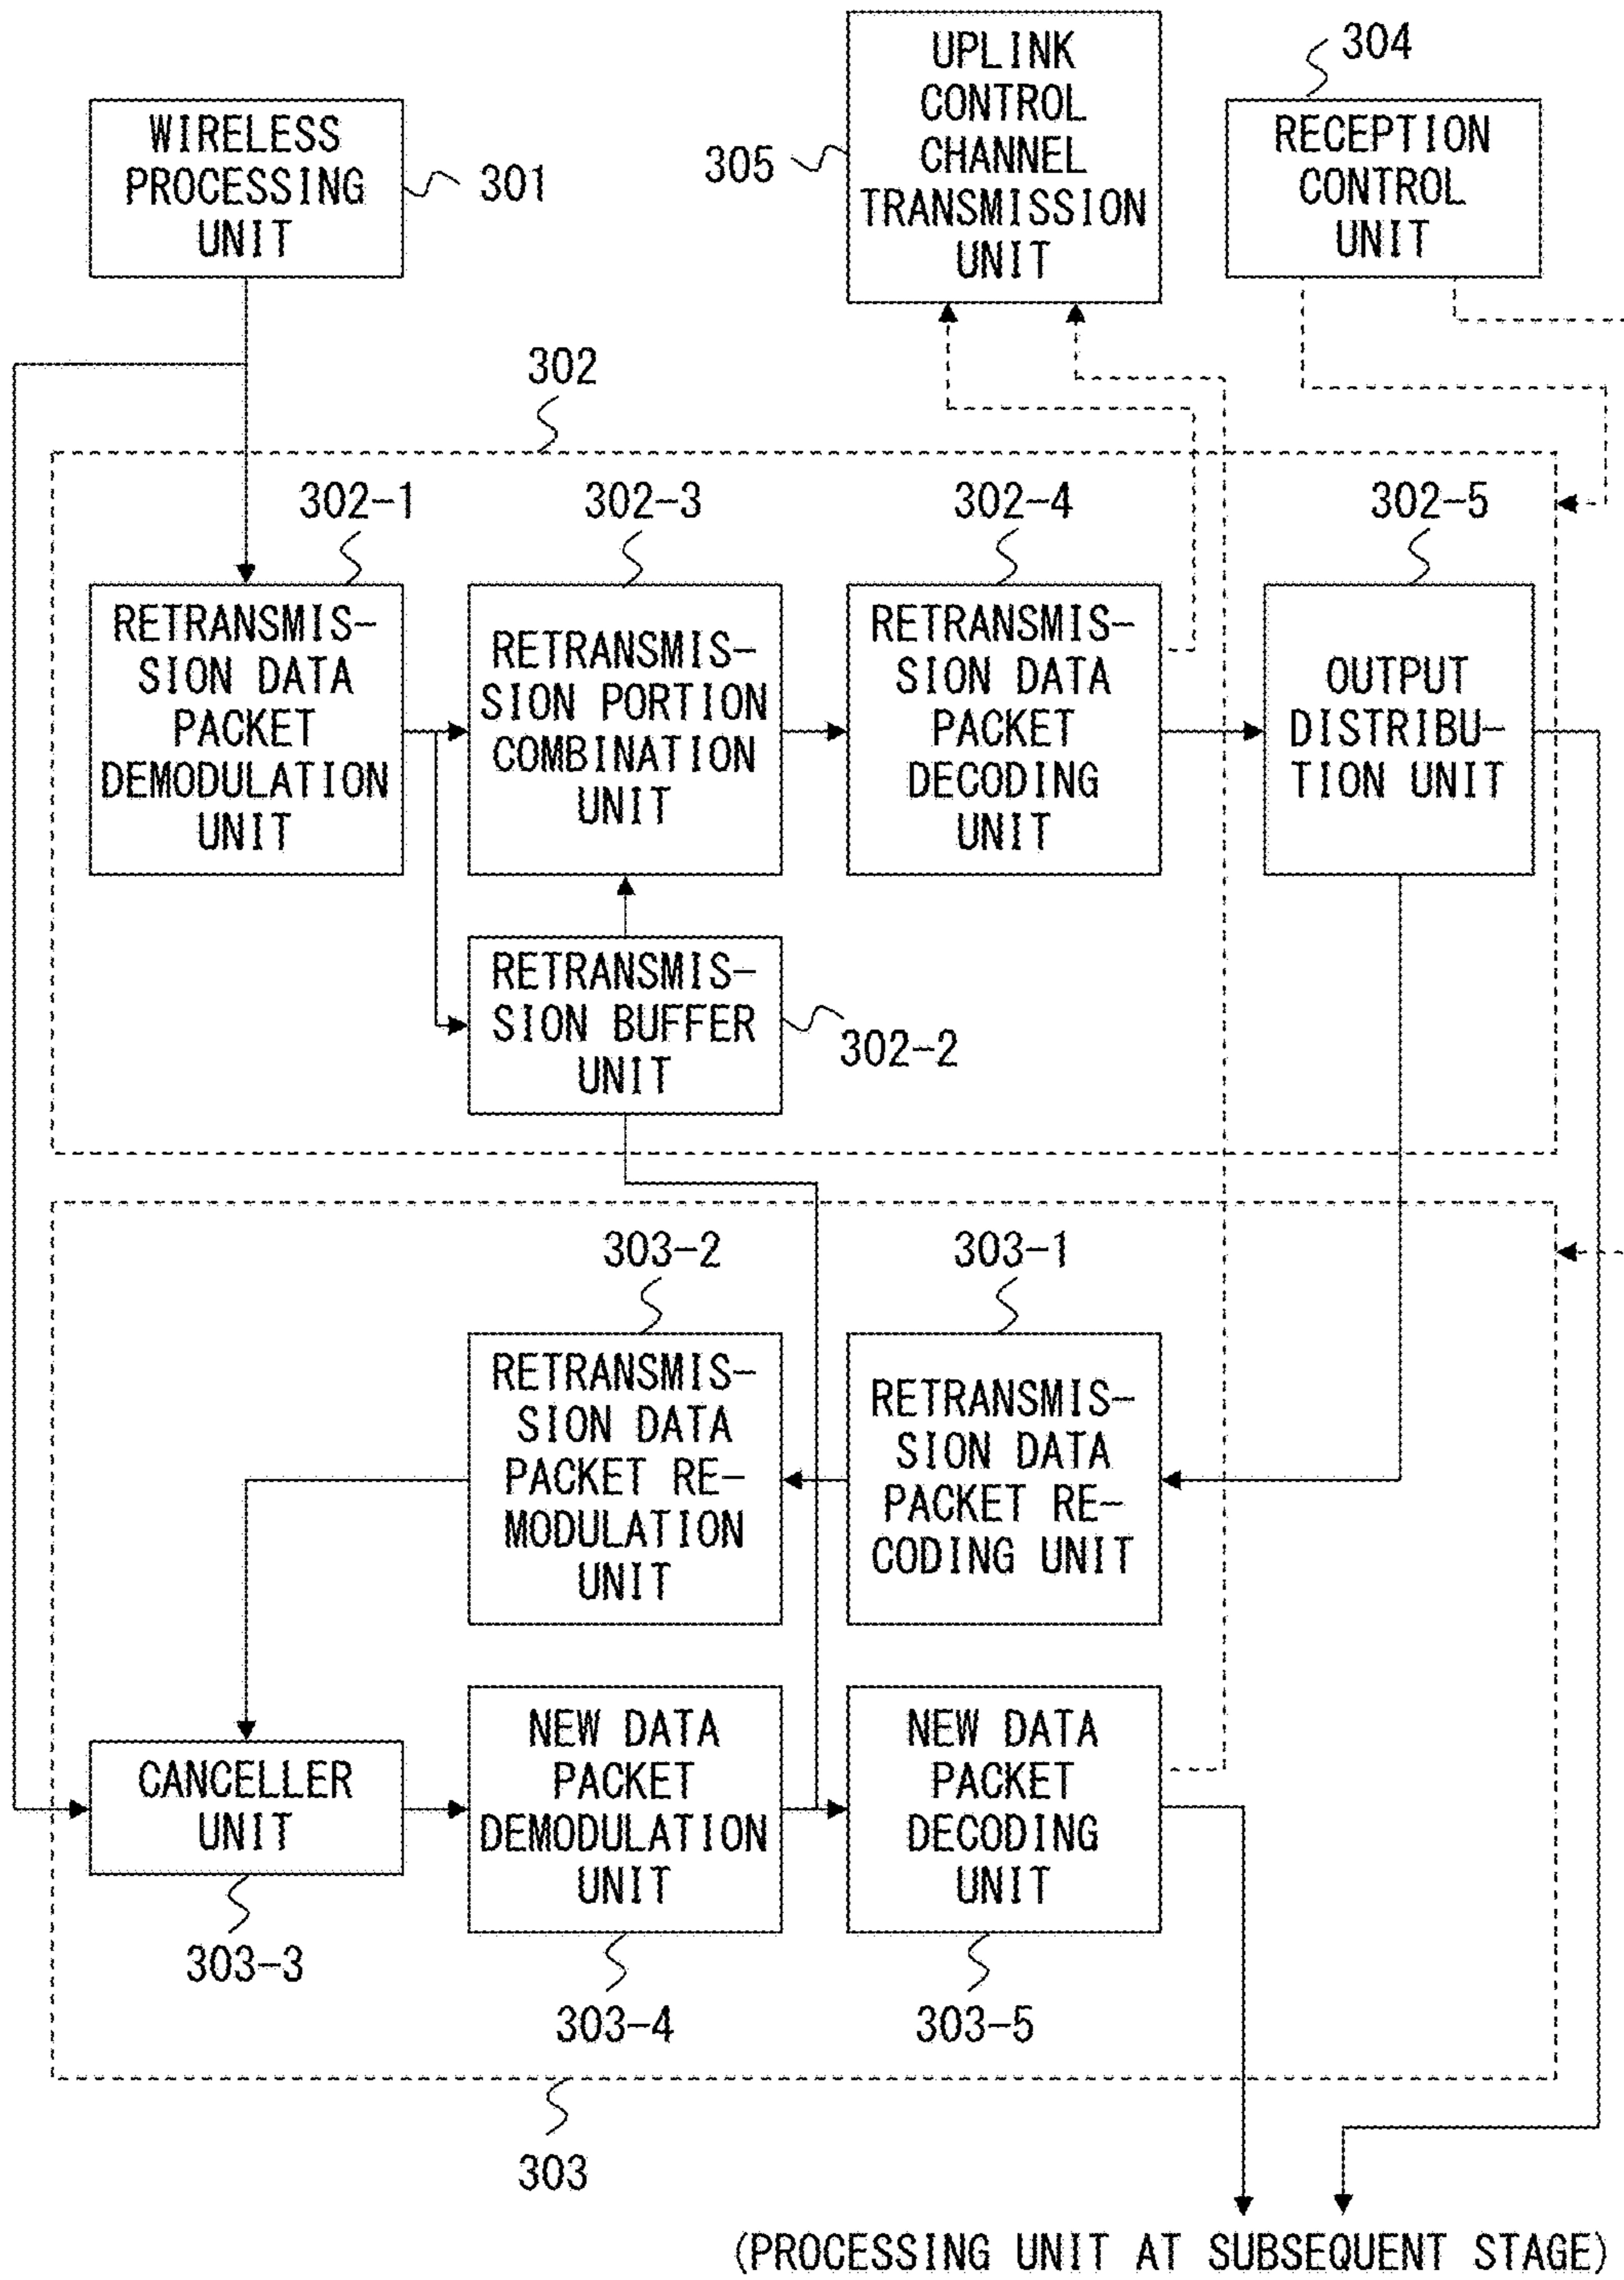 UPLINK
CONTROL
CHANNEL
TRANSMISSION
UNIT
304
WIRELESS
PROCESSING
UNIT
301
305
RECEPTION
CONTROL
UNIT
302
302-1
302-3
302-4
302-5
RETRANSMIS-
SION DATA
PACKET
DEMODULATION
UNIT
RETRANSMIS-
SION PORTION
COMBINATION
UNIT
RETRANSMIS-
SION DATA
PACKET
DECODING
UNIT
OUTPUT
DISTRIBU-
TION UNIT
RETRANSMIS-
SION BUFFER
UNIT
302-2
303-2
303-1
RETRANSMIS-
SION DATA
PACKET RE-
MODULATION
UNIT
RETRANSMIS-
SION DATA
PACKET RE-
CODING UNIT
CANCELLER
UNIT
NEW DATA
PACKET
DEMODULATION
UNIT
NEW DATA
PACKET
DECODING
UNIT
303-3
303-4
303-5
303
(PROCESSING UNIT AT SUBSEQUENT STAGE)